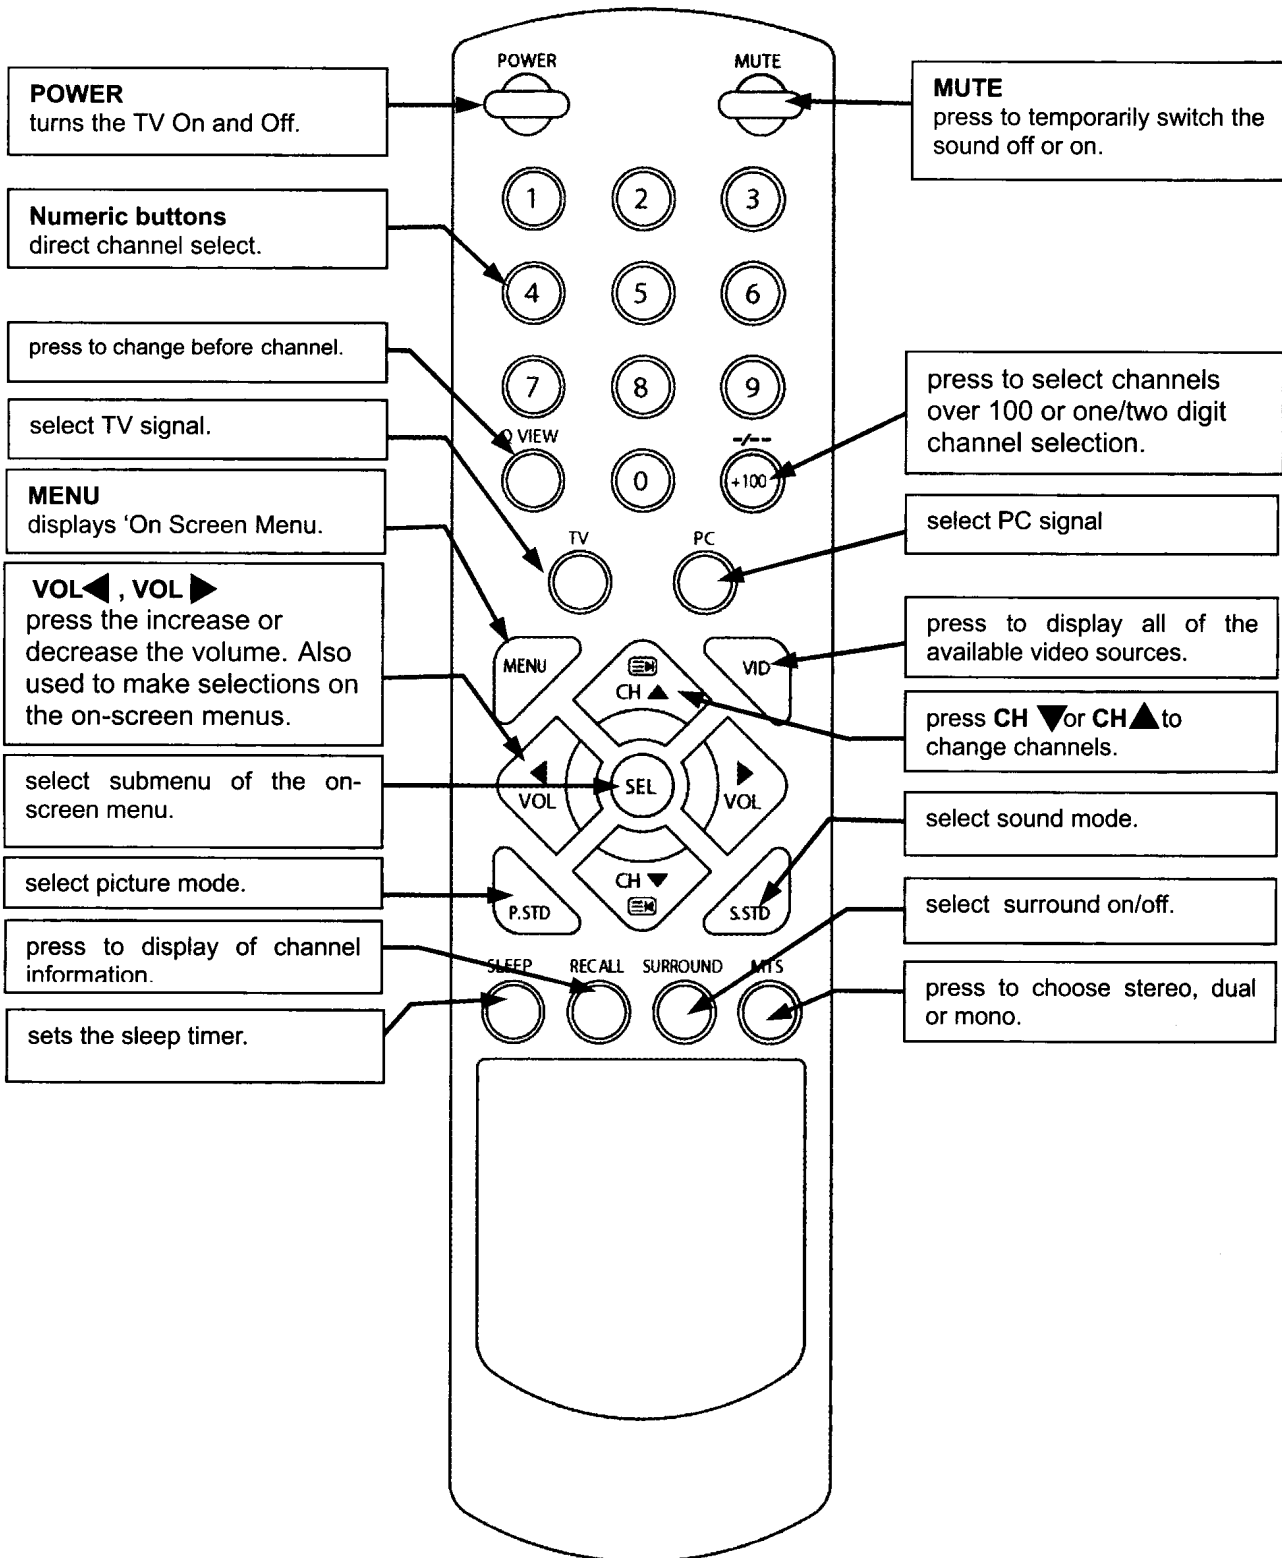 POWER
turns the TV On and Off.
Numeric buttons
direct channel select.
press to change before channel.
select TV signal.
MENU
displays 'On Screen Menu.
VOL◀ , VOL ▶
press the increase or
decrease the volume. Also
used to make selections on
the on-screen menus.
select submenu of the on-
screen menu.
select picture mode.
press to display of channel
information.
sets the sleep timer.
POWER MUTE
1 2 3
4 5 6
7 8 9
Q VIEW -/--
0 +100
TV PC
MENU VID
CH ▲
◀ ▶
VOL SEL VOL
CH ▼
P.STD S.STD
SLEEP RECALL SURROUND MTS
MUTE
press to temporarily switch the
sound off or on.
press to select channels
over 100 or one/two digit
channel selection.
select PC signal
press to display all of the
available video sources.
press CH ▼or CH▲to
change channels.
select sound mode.
select surround on/off.
press to choose stereo, dual
or mono.